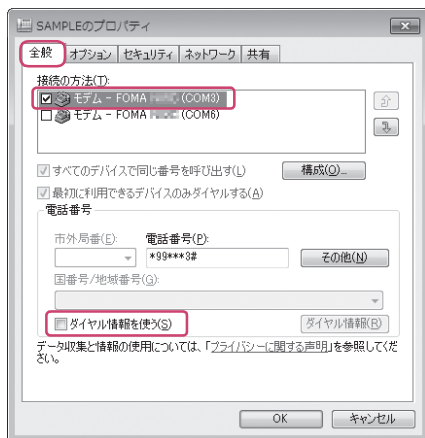 SAMPLEのプロパティ
全般 オプション セキュリティ ネットワーク 共有
接続の方法(T):
モデム - FOMA (COM3)
モデム - FOMA (COM6)
すべてのデバイスで同じ番号を呼び出す(L) 構成(O)...
最初に利用できるデバイスのみダイヤルする(A)
電話番号
市外局番(E): 電話番号(P):
*99***3# その他(N)
国番号/地域番号(G):
ダイヤル情報を使う(S) ダイヤル情報(R)
データ収集と情報の使用については、「プライバシーに関する声明」を参照してくだ
さい。
OK キャンセル